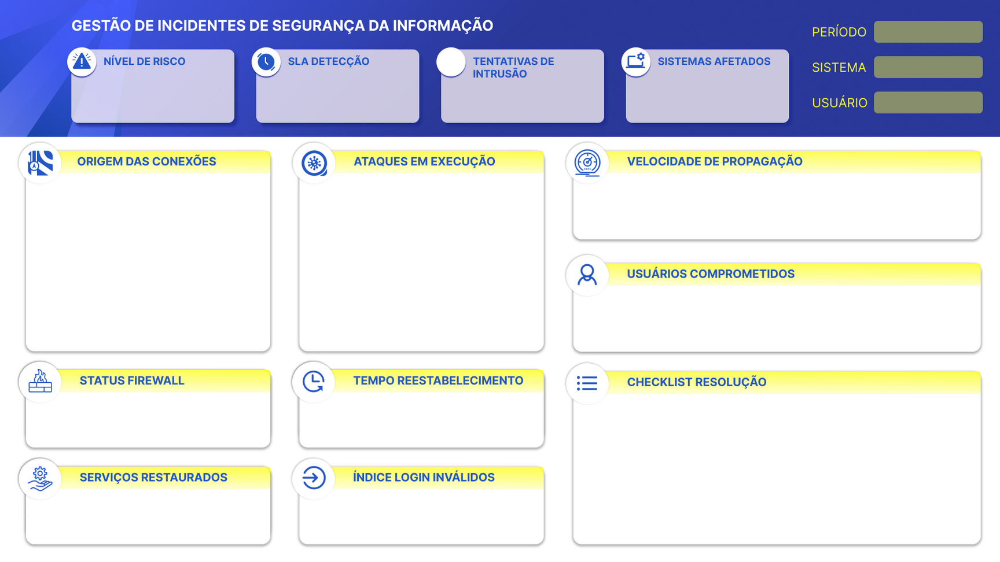 GESTÃO DE INCIDENTES DE SEGURANÇA DA INFORMAÇÃO
NÍVEL DE RISCO
SLA DETECÇÃO
TENTATIVAS DE
INTRUSÃO
SISTEMAS AFETADOS
PERÍODO
SISTEMA
USUÁRIO
ORIGEM DAS CONEXÕES
ATAQUES EM EXECUÇÃO
VELOCIDADE DE PROPAGAÇÃO
USUÁRIOS COMPROMETIDOS
STATUS FIREWALL
TEMPO REESTABELECIMENTO
CHECKLIST RESOLUÇÃO
SERVIÇOS RESTAURADOS
ÍNDICE LOGIN INVÁLIDOS